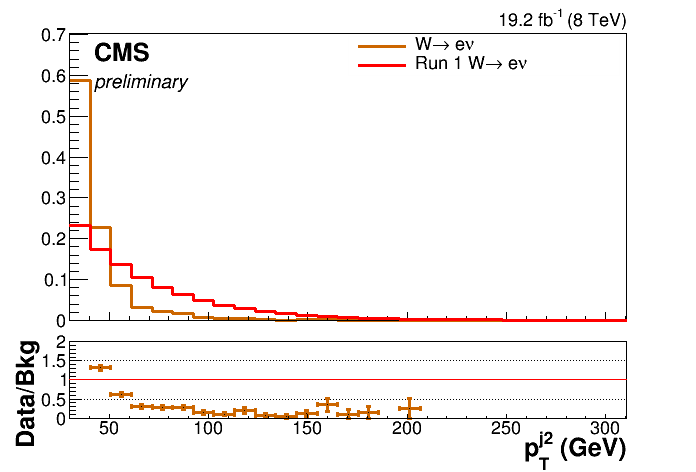 19.2 fb⁻¹ (8 TeV)
CMS
preliminary
W→ eν
Run 1 W→ eν
0.7
0.6
0.5
0.4
0.3
0.2
0.1
0
Data/Bkg
2
1.5
1
0.5
0
50 100 150 200 250 300
p_T^j2 (GeV)